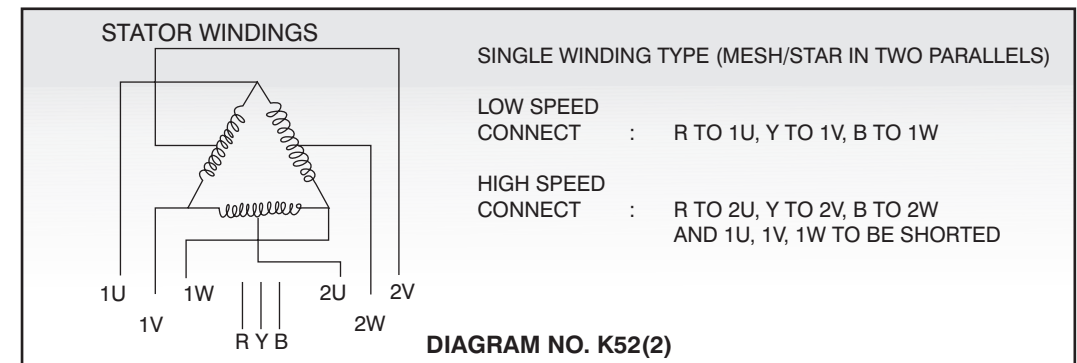 STATOR WINDINGS
1U
1V
1W
R Y B
2U
2W
2V
SINGLE WINDING TYPE (MESH/STAR IN TWO PARALLELS)
LOW SPEED
CONNECT : R TO 1U, Y TO 1V, B TO 1W
HIGH SPEED
CONNECT : R TO 2U, Y TO 2V, B TO 2W
AND 1U, 1V, 1W TO BE SHORTED
DIAGRAM NO. K52(2)